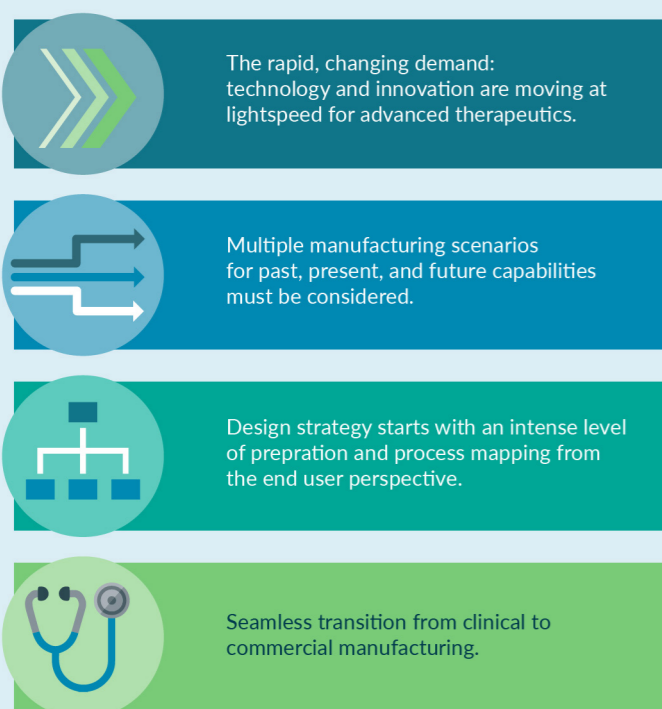 The rapid, changing demand:
technology and innovation are moving at
lightspeed for advanced therapeutics.
Multiple manufacturing scenarios
for past, present, and future capabilities
must be considered.
Design strategy starts with an intense level
of prepration and process mapping from
the end user perspective.
Seamless transition from clinical to
commercial manufacturing.